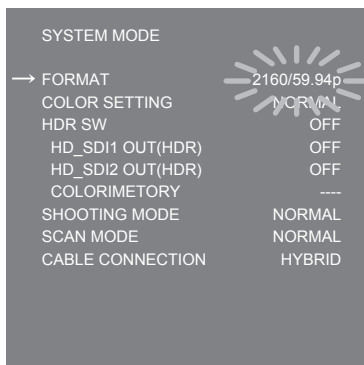 SYSTEM MODE
→ FORMAT 2160/59.94p
COLOR SETTING NORMAL
HDR SW OFF
HD_SDI1 OUT(HDR) OFF
HD_SDI2 OUT(HDR) OFF
COLORIMETORY ----
SHOOTING MODE NORMAL
SCAN MODE NORMAL
CABLE CONNECTION HYBRID